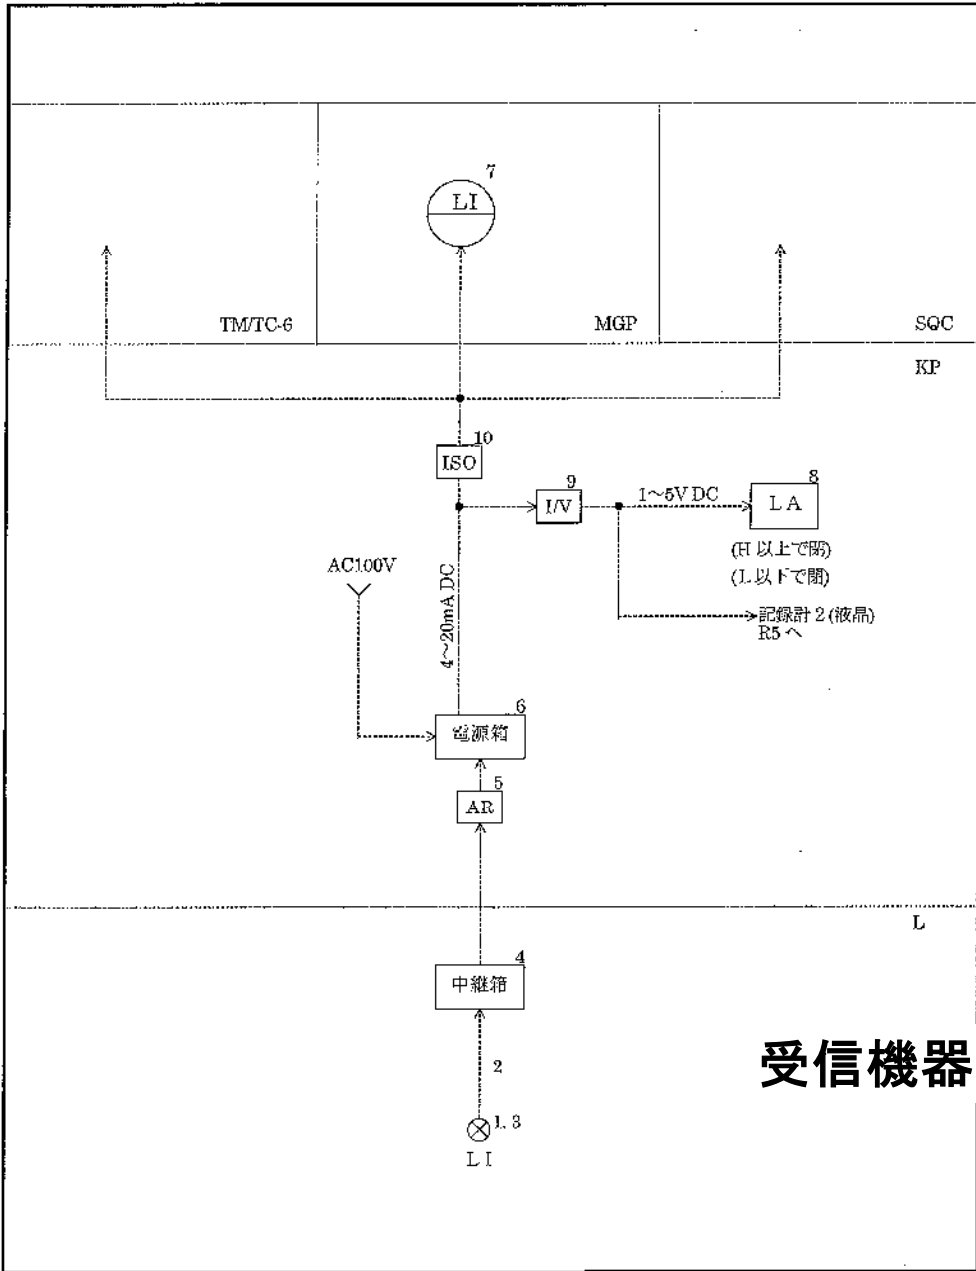 7
LI
TM/TC-6
MGP
SQC
KP
10
ISO
9
I/V
1～5V DC
8
LA
(H 以上で閉)
(L 以下で閉)
AC100V
4～20mA DC
記録計 2 (液晶)
R5 へ
6
電源箱
5
AR
L
4
中継箱
2
受信機器
1, 3
LI